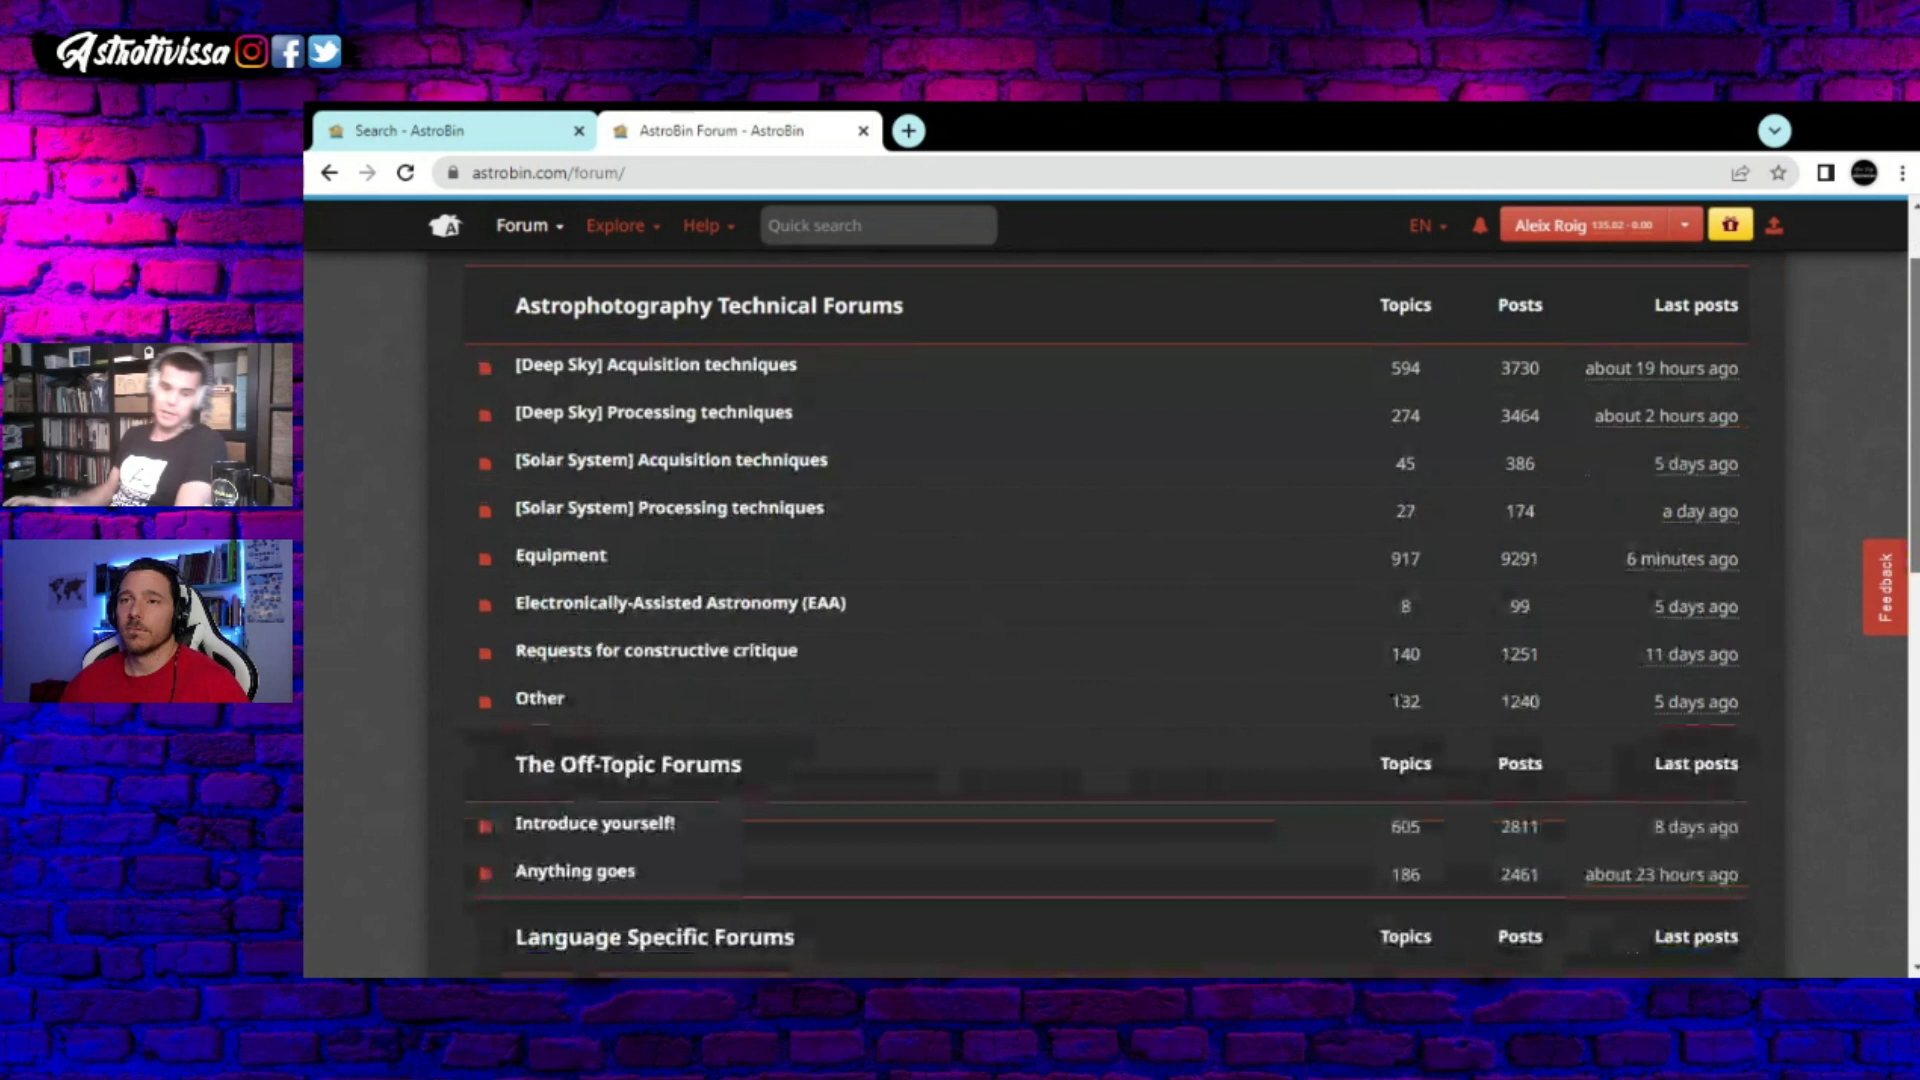 Astrotivissa
Search - AstroBin
AstroBin Forum - AstroBin
astrobin.com/forum/
Forum
Explore
Help
Quick search
EN
Aleix Roig 135.02 - 0.00
Astrophotography Technical Forums Topics Posts Last posts
[Deep Sky] Acquisition techniques 594 3730 about 19 hours ago
[Deep Sky] Processing techniques 274 3464 about 2 hours ago
[Solar System] Acquisition techniques 45 386 5 days ago
[Solar System] Processing techniques 27 174 a day ago
Equipment 917 9291 6 minutes ago
Electronically-Assisted Astronomy (EAA) 8 99 5 days ago
Requests for constructive critique 140 1251 11 days ago
Other 132 1240 5 days ago
The Off-Topic Forums Topics Posts Last posts
Introduce yourself! 605 2811 8 days ago
Anything goes 186 2461 about 23 hours ago
Language Specific Forums Topics Posts Last posts
Feedback